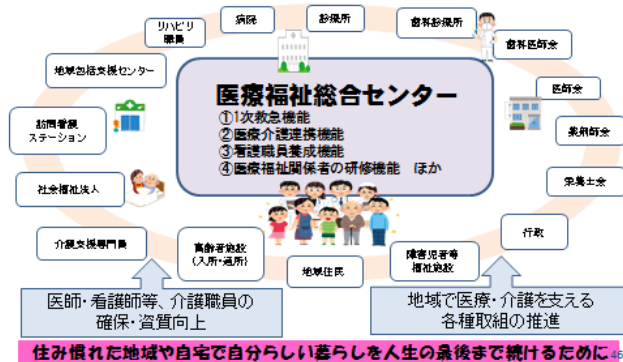 病院
診療所
歯科診療所
リハビリ
職員
歯科医師会
地域包括支援センター
医師会
医療福祉総合センター
①1次救急機能
②医療介護連携機能
③看護職員養成機能
④医療福祉関係者の研修機能　ほか
訪問看護
ステーション
薬剤師会
社会福祉法人
栄養士会
介護支援専門員
高齢者施設
(入所・通所)
地域住民
障害児者等
福祉施設
行政
医師・看護師等、介護職員の
確保・資質向上
地域で医療・介護を支える
各種取組の推進
住み慣れた地域や自宅で自分らしい暮らしを人生の最後まで続けるために
46